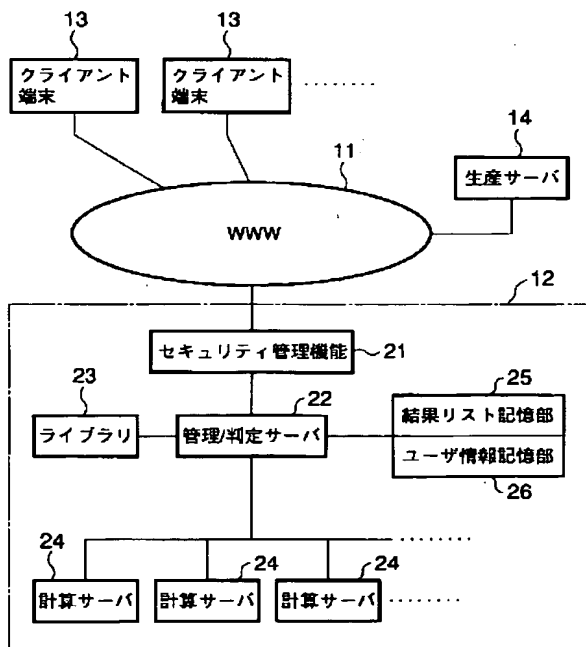 13
13
クライアント
端末
クライアント
端末
14
11
生産サーバ
WWW
12
セキュリティ管理機能
21
23
22
25
ライブラリ
管理/判定サーバ
結果リスト記憶部
ユーザ情報記憶部
26
24
24
24
計算サーバ
計算サーバ
計算サーバ